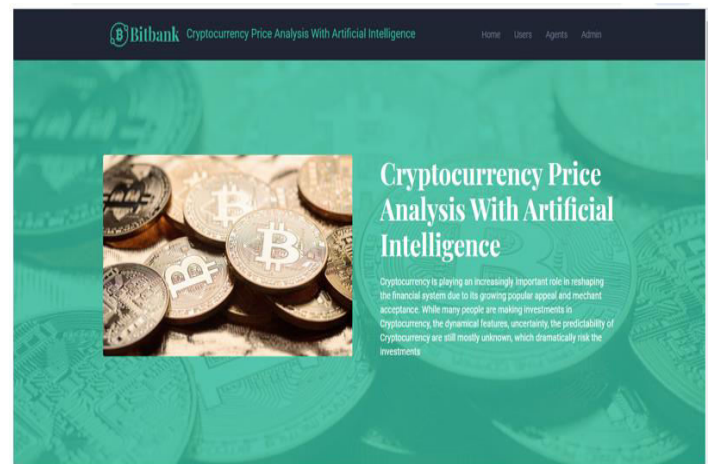 Bitbank Cryptocurrency Price Analysis With Artificial Intelligence Home Users Agents Admin
Cryptocurrency Price
Analysis With Artificial
Intelligence
Cryptocurrency is playing an increasingly important role in reshaping
the financial system due to its growing popular appeal and mechant
acceptance. While many people are making investments in
Cryptocurrency, the dynamical features, uncertainty, the predictability of
Cryptocurrency are still mostly unknown, which dramatically risk the
investments